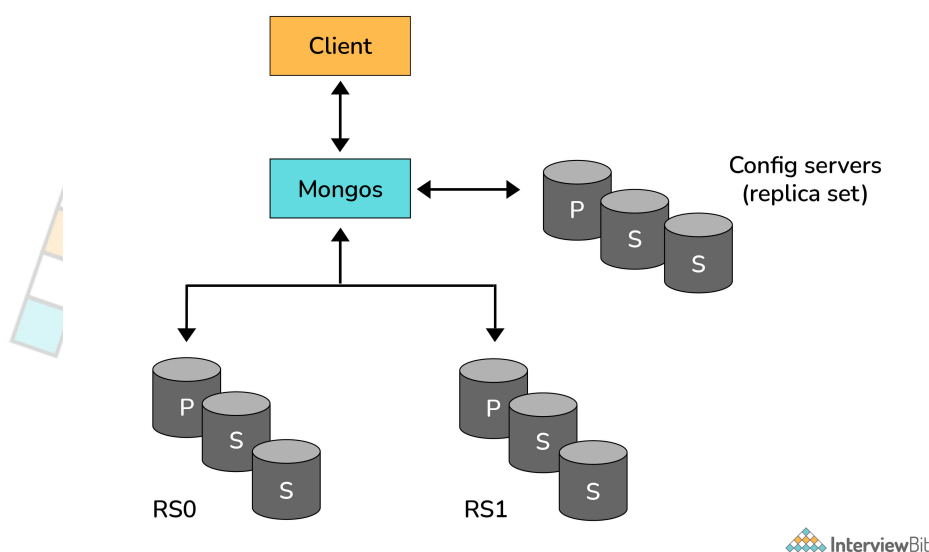 Client
Mongos
Config servers
(replica set)
P
S
S
P
S
S
RS0
P
S
S
RS1
InterviewBit